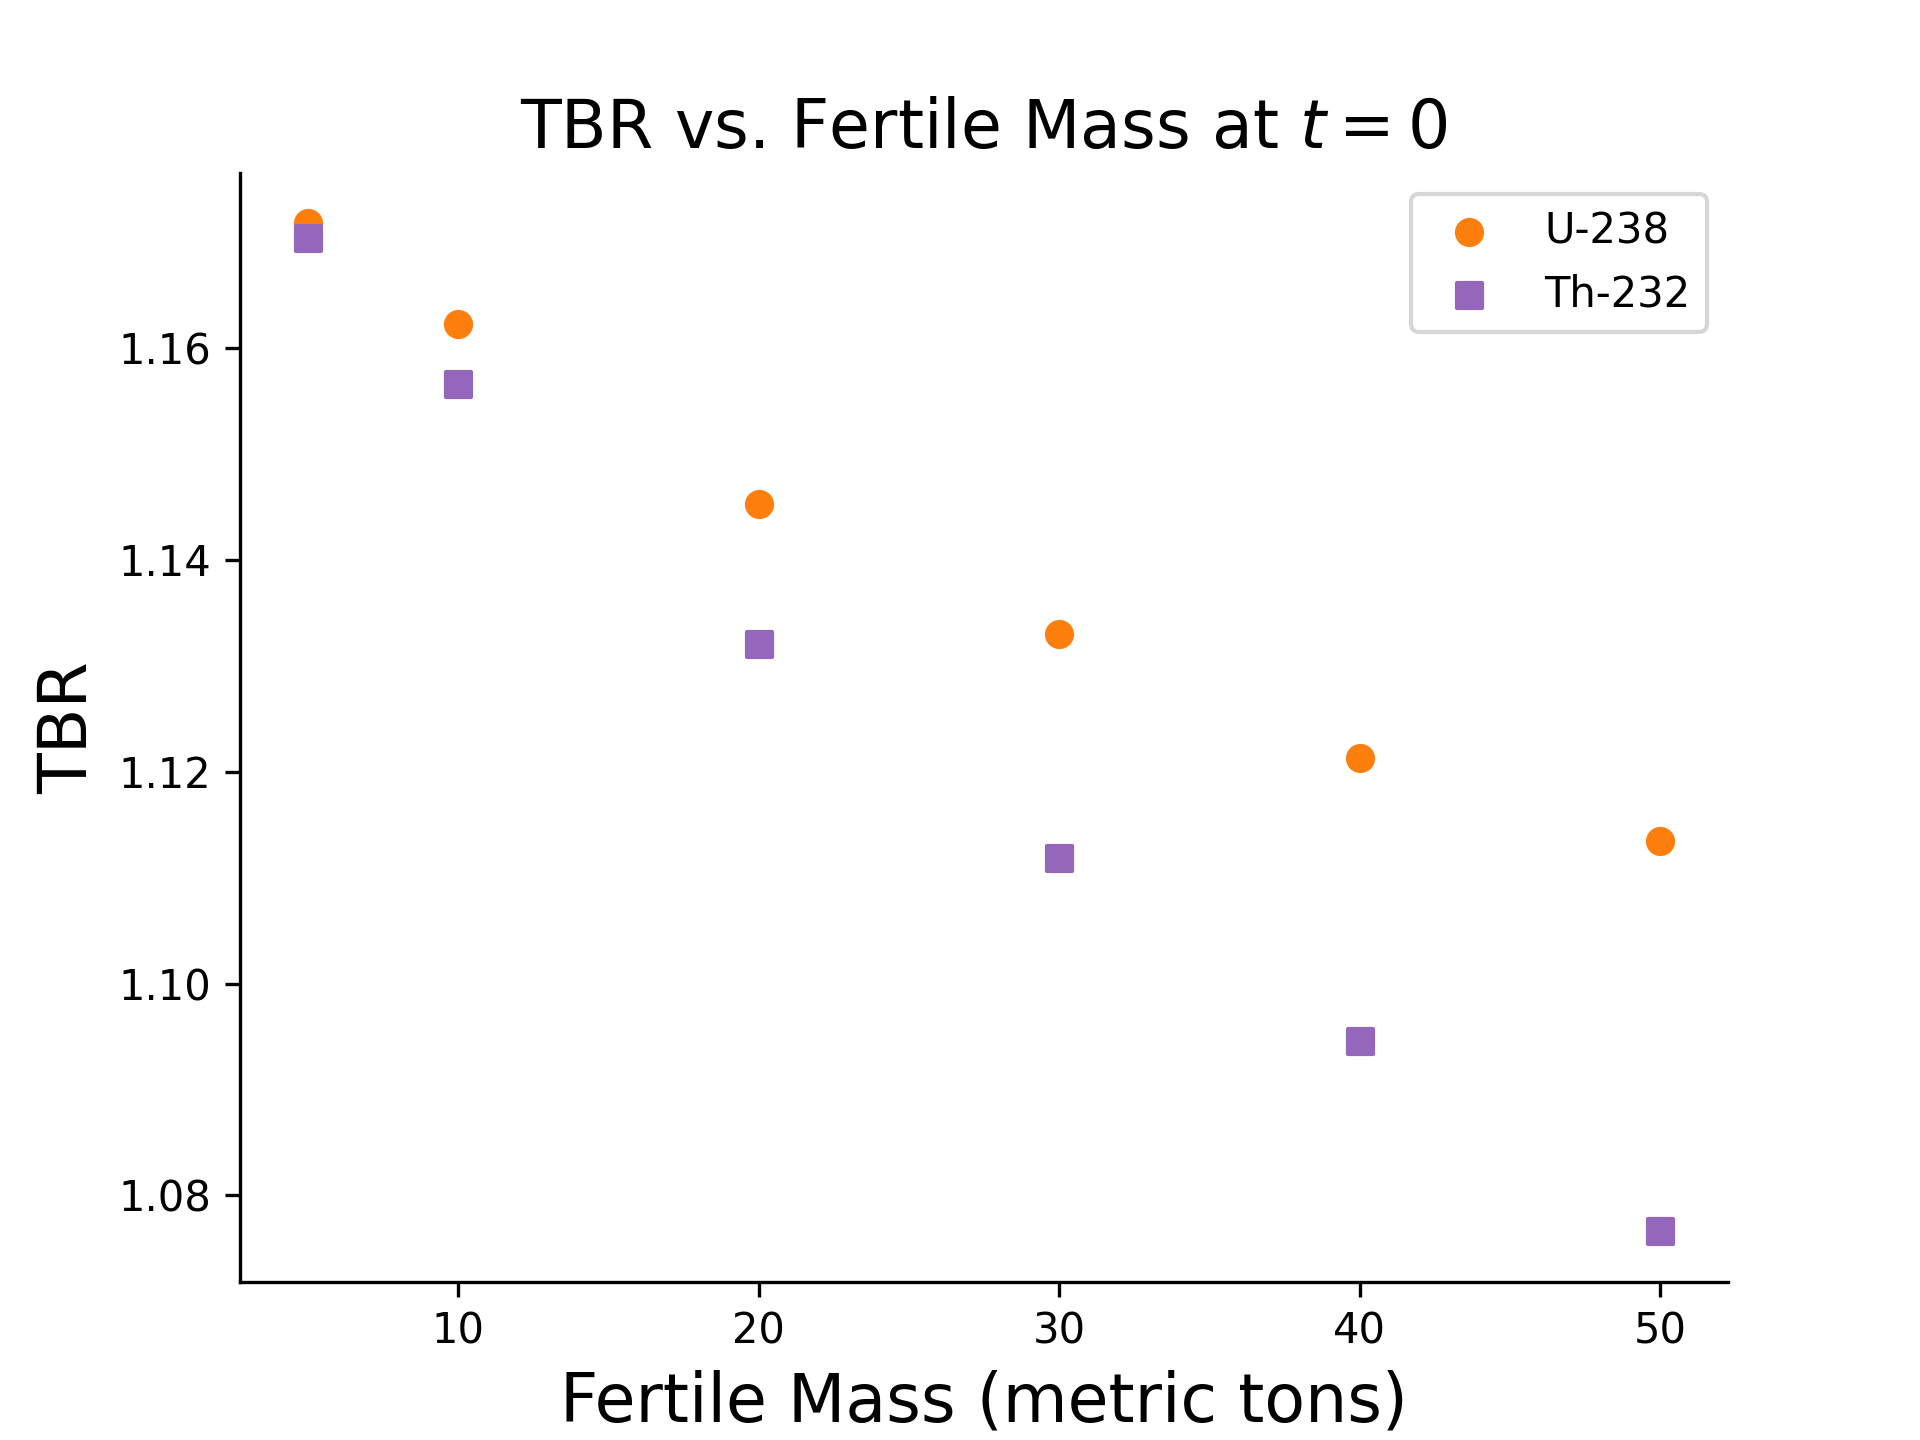 TBR vs. Fertile Mass at t = 0
U-238
Th-232
1.16
1.14
1.12
1.10
1.08
TBR
10 20 30 40 50
Fertile Mass (metric tons)